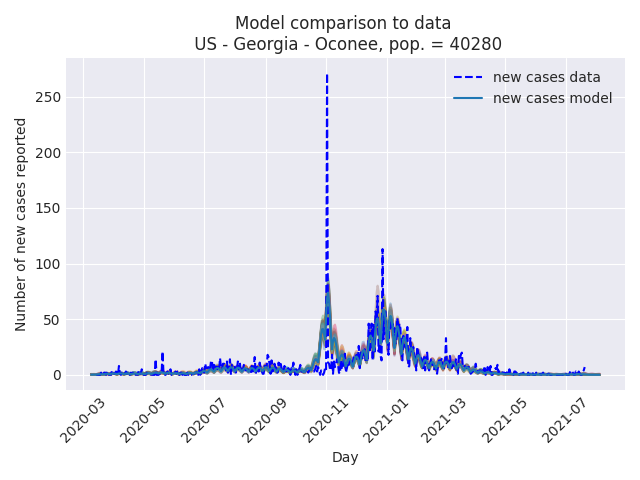 Model comparison to data
US - Georgia - Oconee, pop. = 40280
new cases data
new cases model
Number of new cases reported
250
200
150
100
50
0
2020-03
2020-05
2020-07
2020-09
2020-11
2021-01
2021-03
2021-05
2021-07
Day